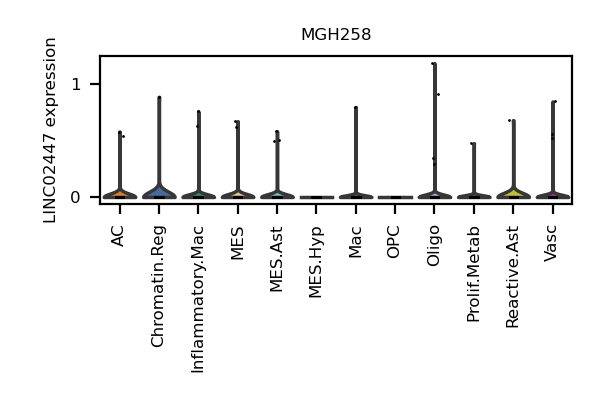 MGH258
LINC02447 expression
1
0
AC
Chromatin.Reg
Inflammatory.Mac
MES
MES.Ast
MES.Hyp
Mac
OPC
Oligo
Prolif.Metab
Reactive.Ast
Vasc